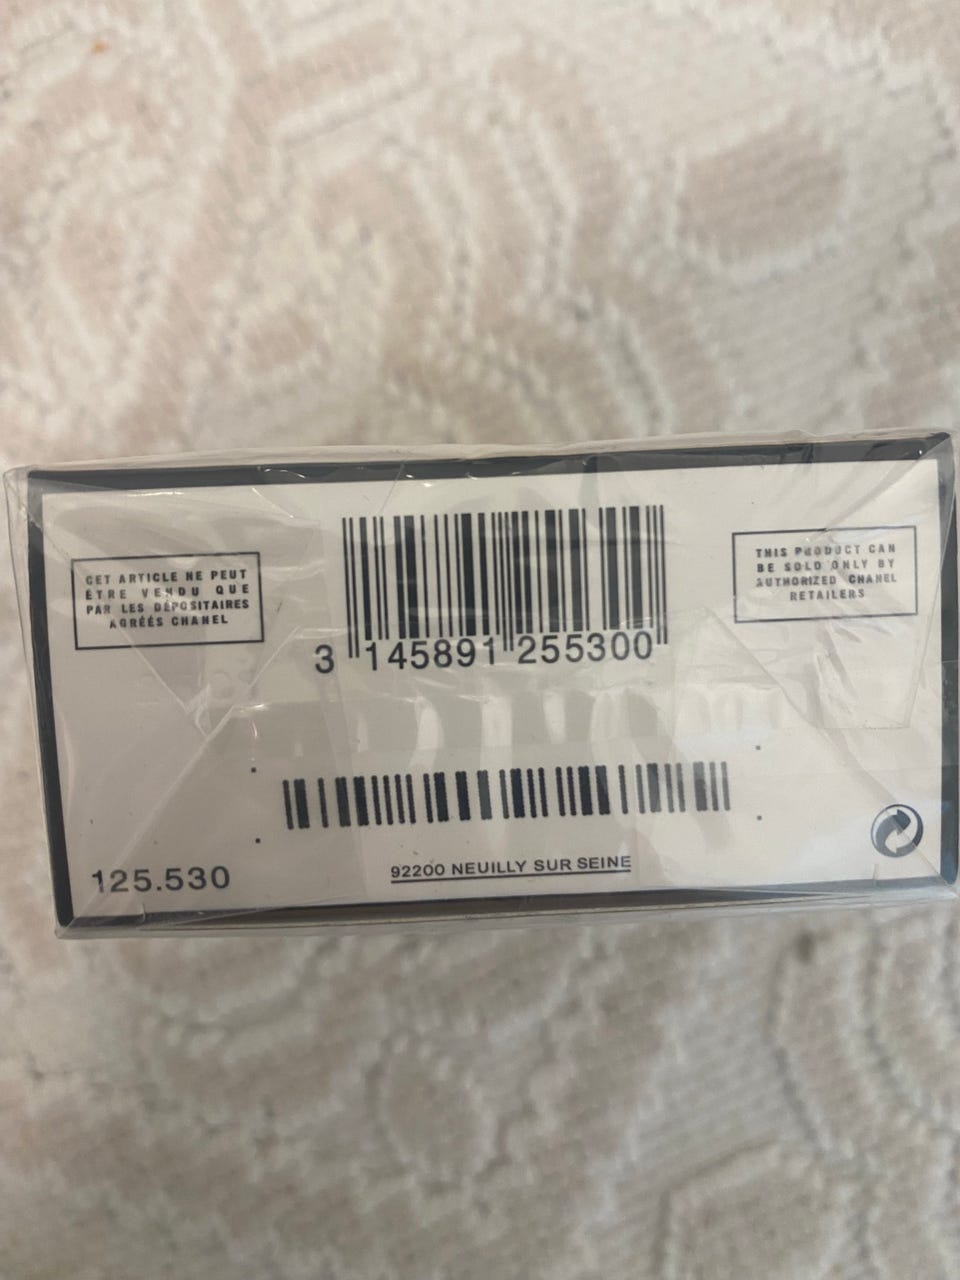 CET ARTICLE NE PEUT
ÊTRE VENDU QUE
PAR LES DÉPOSITAIRES
AGRÉÉS CHANEL
THIS PRODUCT CAN
BE SOLD ONLY BY
AUTHORIZED CHANEL
RETAILERS
3 145891 255300
125.530
92200 NEUILLY SUR SEINE